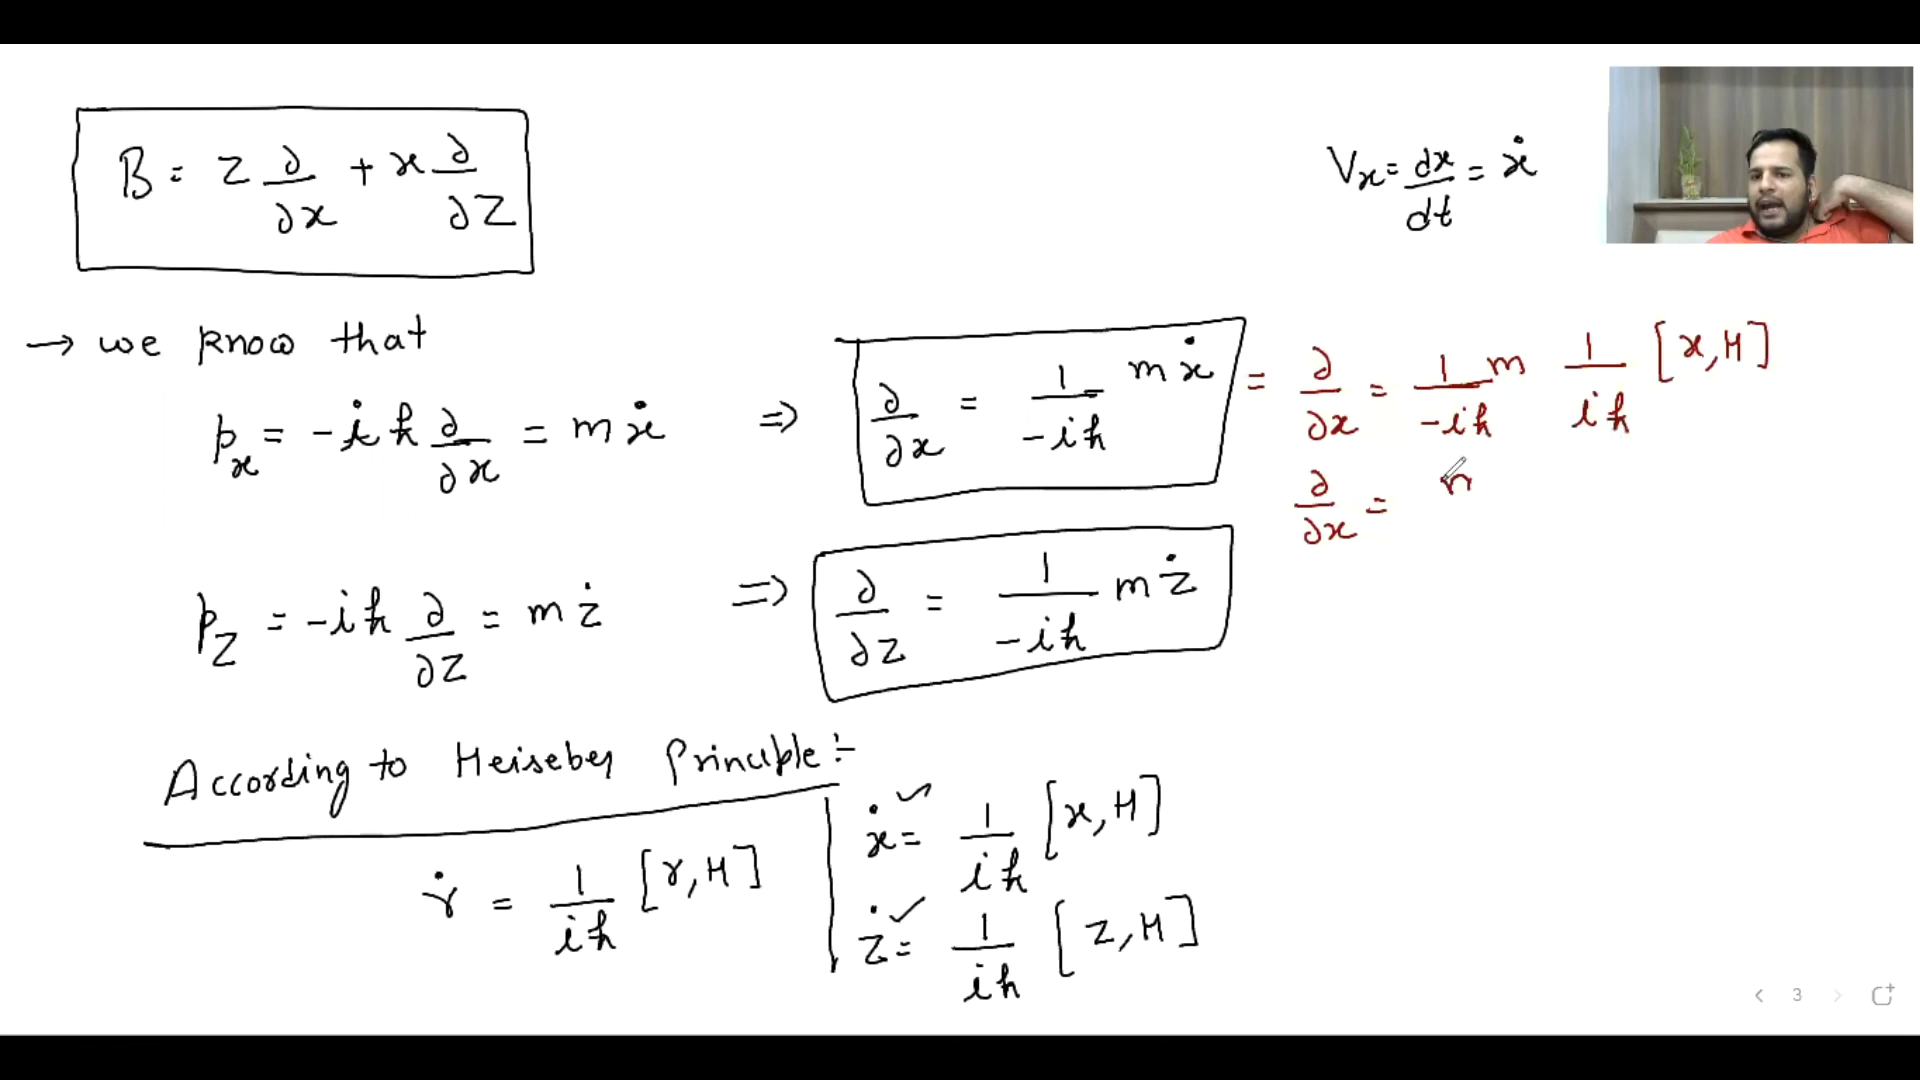 B = z ∂/∂x + x ∂/∂z
Vx = dx/dt = ẋ
→ we know that
px = -iħ ∂/∂x = mẋ ⇒ ∂/∂x = 1/-iħ mẋ = ∂/∂x = 1/-iħ m 1/iħ [x,H]
∂/∂x =
pz = -iħ ∂/∂z = mż ⇒ ∂/∂z = 1/-iħ mż
According to Heiseber Principle :-
ṙ = 1/iħ [r,H]
ẋ = 1/iħ [x,H]
ż = 1/iħ [z,H]
< 3 >